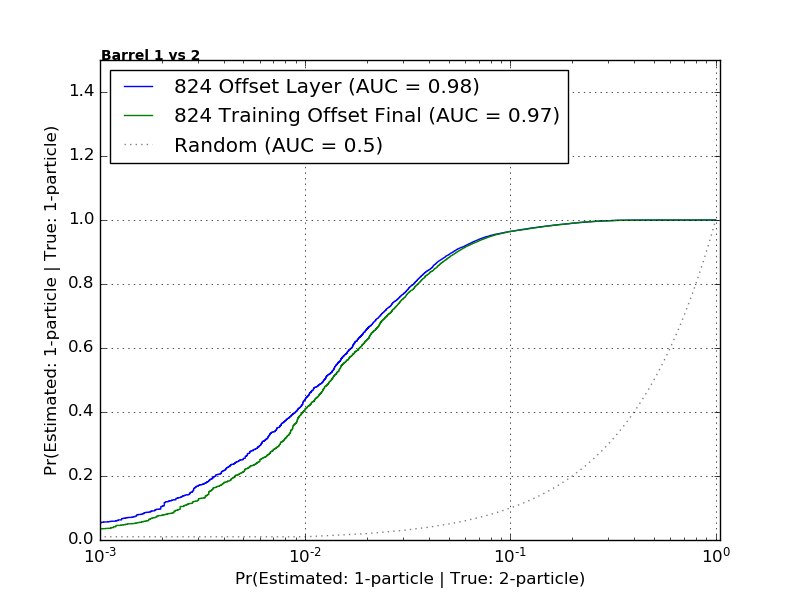 Barrel 1 vs 2
824 Offset Layer (AUC = 0.98)
824 Training Offset Final (AUC = 0.97)
Random (AUC = 0.5)
Pr(Estimated: 1-particle | True: 1-particle)
1.4
1.2
1.0
0.8
0.6
0.4
0.2
0.0
10^-3 10^-2 10^-1 10^0
Pr(Estimated: 1-particle | True: 2-particle)